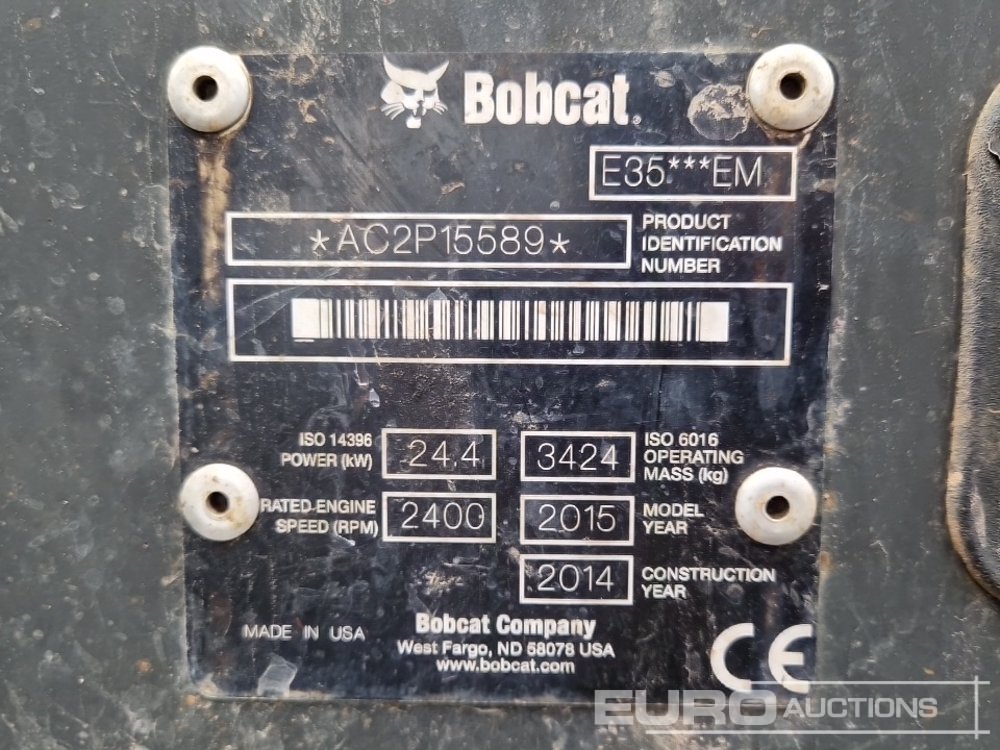 Bobcat.
E35***EM
*AC2P15589*
PRODUCT
IDENTIFICATION
NUMBER
ISO 14396
POWER (kW)
24.4
3424
ISO 6016
OPERATING
MASS (kg)
RATED ENGINE
SPEED (RPM)
2400
2015
MODEL
YEAR
2014
CONSTRUCTION
YEAR
MADE IN USA
Bobcat Company
West Fargo, ND 58078 USA
www.bobcat.com
CE
EURO AUCTIONS